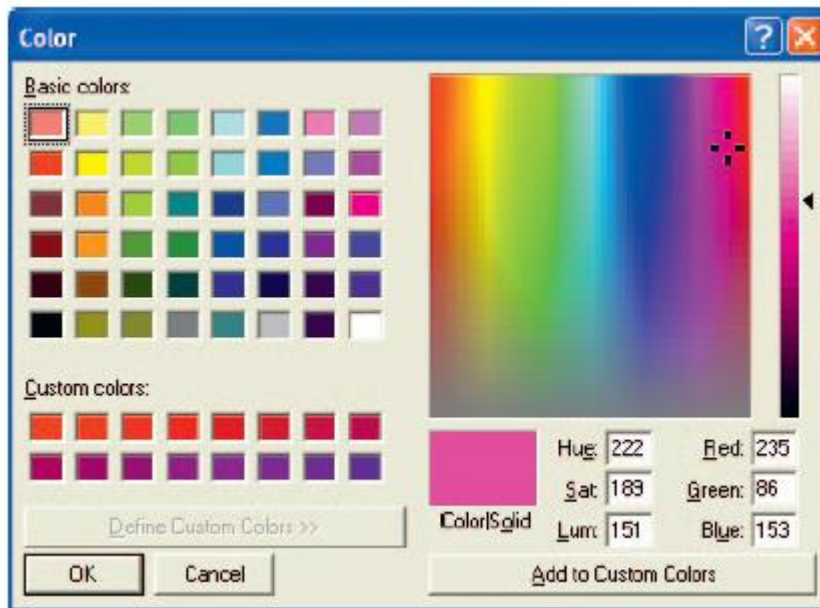 Color
Basic colors:
Custom colors:
Define Custom Colors >>
OK Cancel
Color|Solid
Hue: 222 Red: 235
Sat: 189 Green: 86
Lum: 151 Blue: 153
Add to Custom Colors